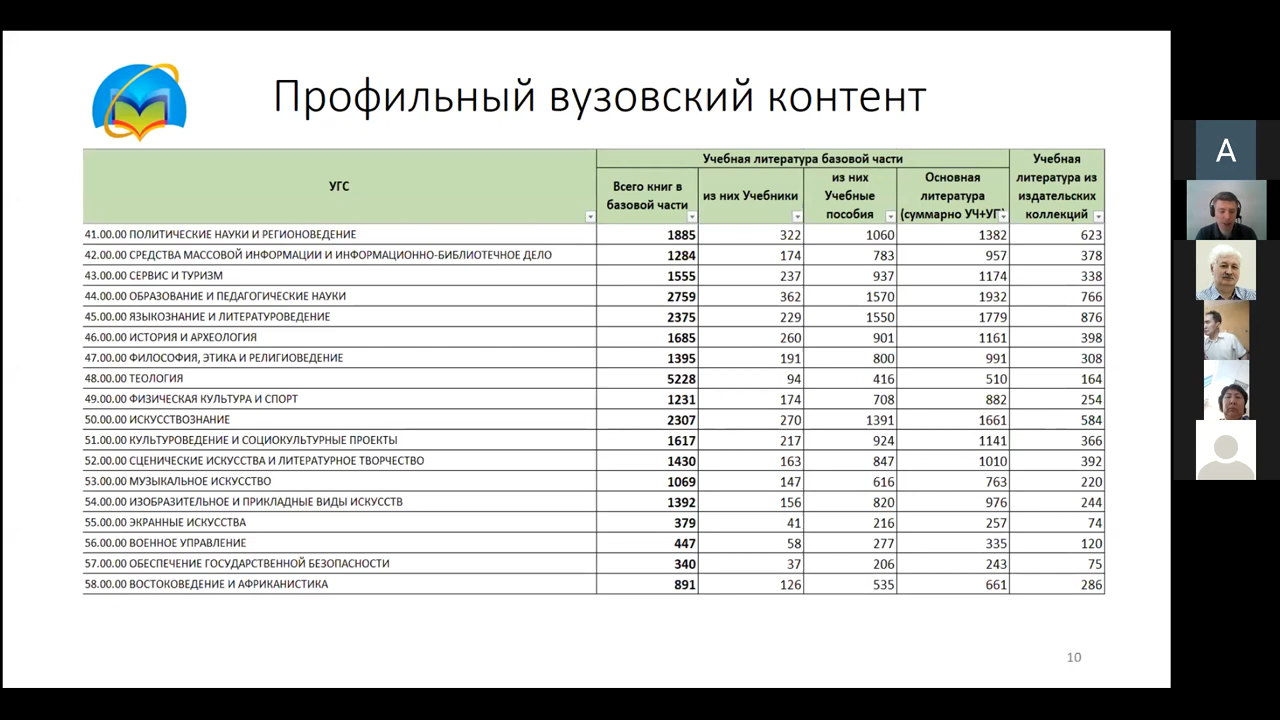 Профильный вузовский контент
УГС
Учебная литература базовой части
Учебная литература из издательских коллекций
Всего книг в базовой части
из них Учебники
из них Учебные пособия
Основная литература (суммарно УЧ+УП)
41.00.00 ПОЛИТИЧЕСКИЕ НАУКИ И РЕГИОНОВЕДЕНИЕ 1885 322 1060 1382 623
42.00.00 СРЕДСТВА МАССОВОЙ ИНФОРМАЦИИ И ИНФОРМАЦИОННО-БИБЛИОТЕЧНОЕ ДЕЛО 1284 174 783 957 378
43.00.00 СЕРВИС И ТУРИЗМ 1555 237 937 1174 338
44.00.00 ОБРАЗОВАНИЕ И ПЕДАГОГИЧЕСКИЕ НАУКИ 2759 362 1570 1932 766
45.00.00 ЯЗЫКОЗНАНИЕ И ЛИТЕРАТУРОВЕДЕНИЕ 2375 229 1550 1779 876
46.00.00 ИСТОРИЯ И АРХЕОЛОГИЯ 1685 260 901 1161 398
47.00.00 ФИЛОСОФИЯ, ЭТИКА И РЕЛИГИОВЕДЕНИЕ 1395 191 800 991 308
48.00.00 ТЕОЛОГИЯ 5228 94 416 510 164
49.00.00 ФИЗИЧЕСКАЯ КУЛЬТУРА И СПОРТ 1231 174 708 882 254
50.00.00 ИСКУССТВОЗНАНИЕ 2307 270 1391 1661 584
51.00.00 КУЛЬТУРОВЕДЕНИЕ И СОЦИОКУЛЬТУРНЫЕ ПРОЕКТЫ 1617 217 924 1141 366
52.00.00 СЦЕНИЧЕСКИЕ ИСКУССТВА И ЛИТЕРАТУРНОЕ ТВОРЧЕСТВО 1430 163 847 1010 392
53.00.00 МУЗЫКАЛЬНОЕ ИСКУССТВО 1069 147 616 763 220
54.00.00 ИЗОБРАЗИТЕЛЬНОЕ И ПРИКЛАДНЫЕ ВИДЫ ИСКУССТВ 1392 156 820 976 244
55.00.00 ЭКРАННЫЕ ИСКУССТВА 379 41 216 257 74
56.00.00 ВОЕННОЕ УПРАВЛЕНИЕ 447 58 277 335 120
57.00.00 ОБЕСПЕЧЕНИЕ ГОСУДАРСТВЕННОЙ БЕЗОПАСНОСТИ 340 37 206 243 75
58.00.00 ВОСТОКОВЕДЕНИЕ И АФРИКАНИСТИКА 891 126 535 661 286
10
A